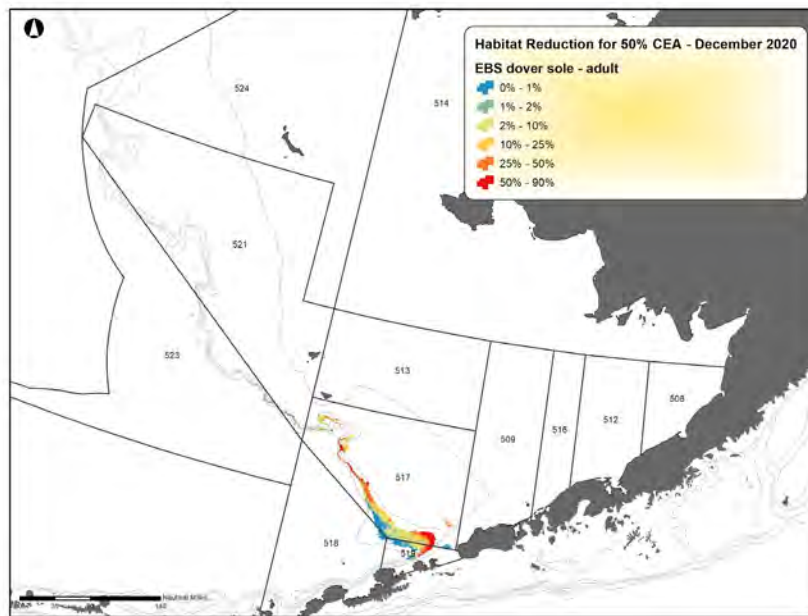 Habitat Reduction for 50% CEA - December 2020
EBS dover sole - adult
0% - 1%
1% - 2%
2% - 10%
10% - 25%
25% - 50%
50% - 90%
524
514
521
523
513
509
516
512
508
517
518